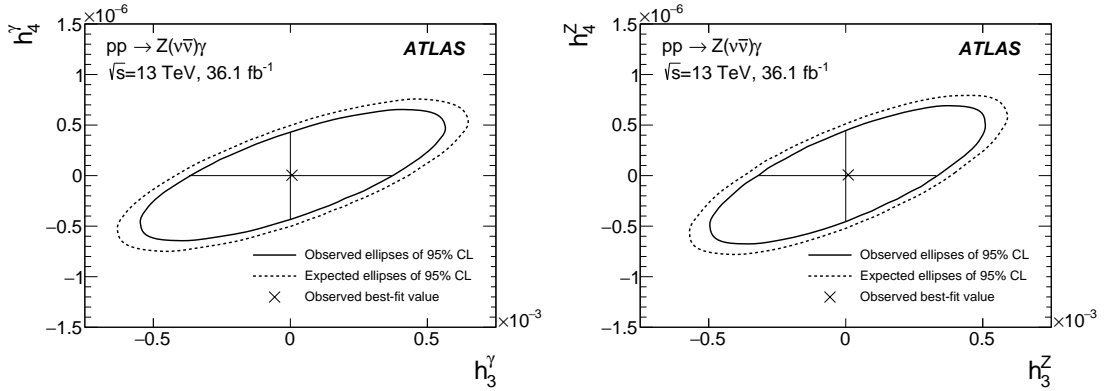 ×10⁻⁶
h₄^γ
pp → Z(νν̅)γ
√s=13 TeV, 36.1 fb⁻¹
ATLAS
1.5
1
0.5
0
−0.5
−1
−1.5
Observed ellipses of 95% CL
Expected ellipses of 95% CL
Observed best-fit value
−0.5 0 0.5
×10⁻³
h₃^γ
×10⁻⁶
h₄^Z
pp → Z(νν̅)γ
√s=13 TeV, 36.1 fb⁻¹
ATLAS
1.5
1
0.5
0
−0.5
−1
−1.5
Observed ellipses of 95% CL
Expected ellipses of 95% CL
Observed best-fit value
−0.5 0 0.5
×10⁻³
h₃^Z